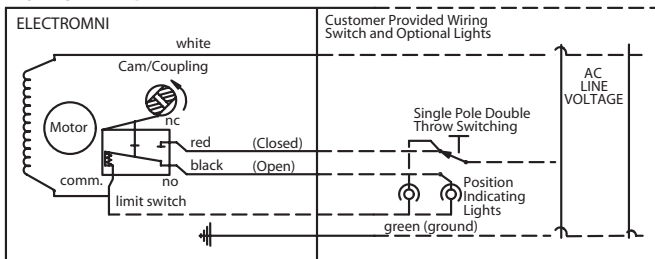 ELECTROMNI
Customer Provided Wiring
Switch and Optional Lights
white
Cam/Coupling
AC
LINE
VOLTAGE
Single Pole Double
Throw Switching
Motor
nc
red (Closed)
black (Open)
comm.
no
Position
Indicating
Lights
limit switch
green (ground)